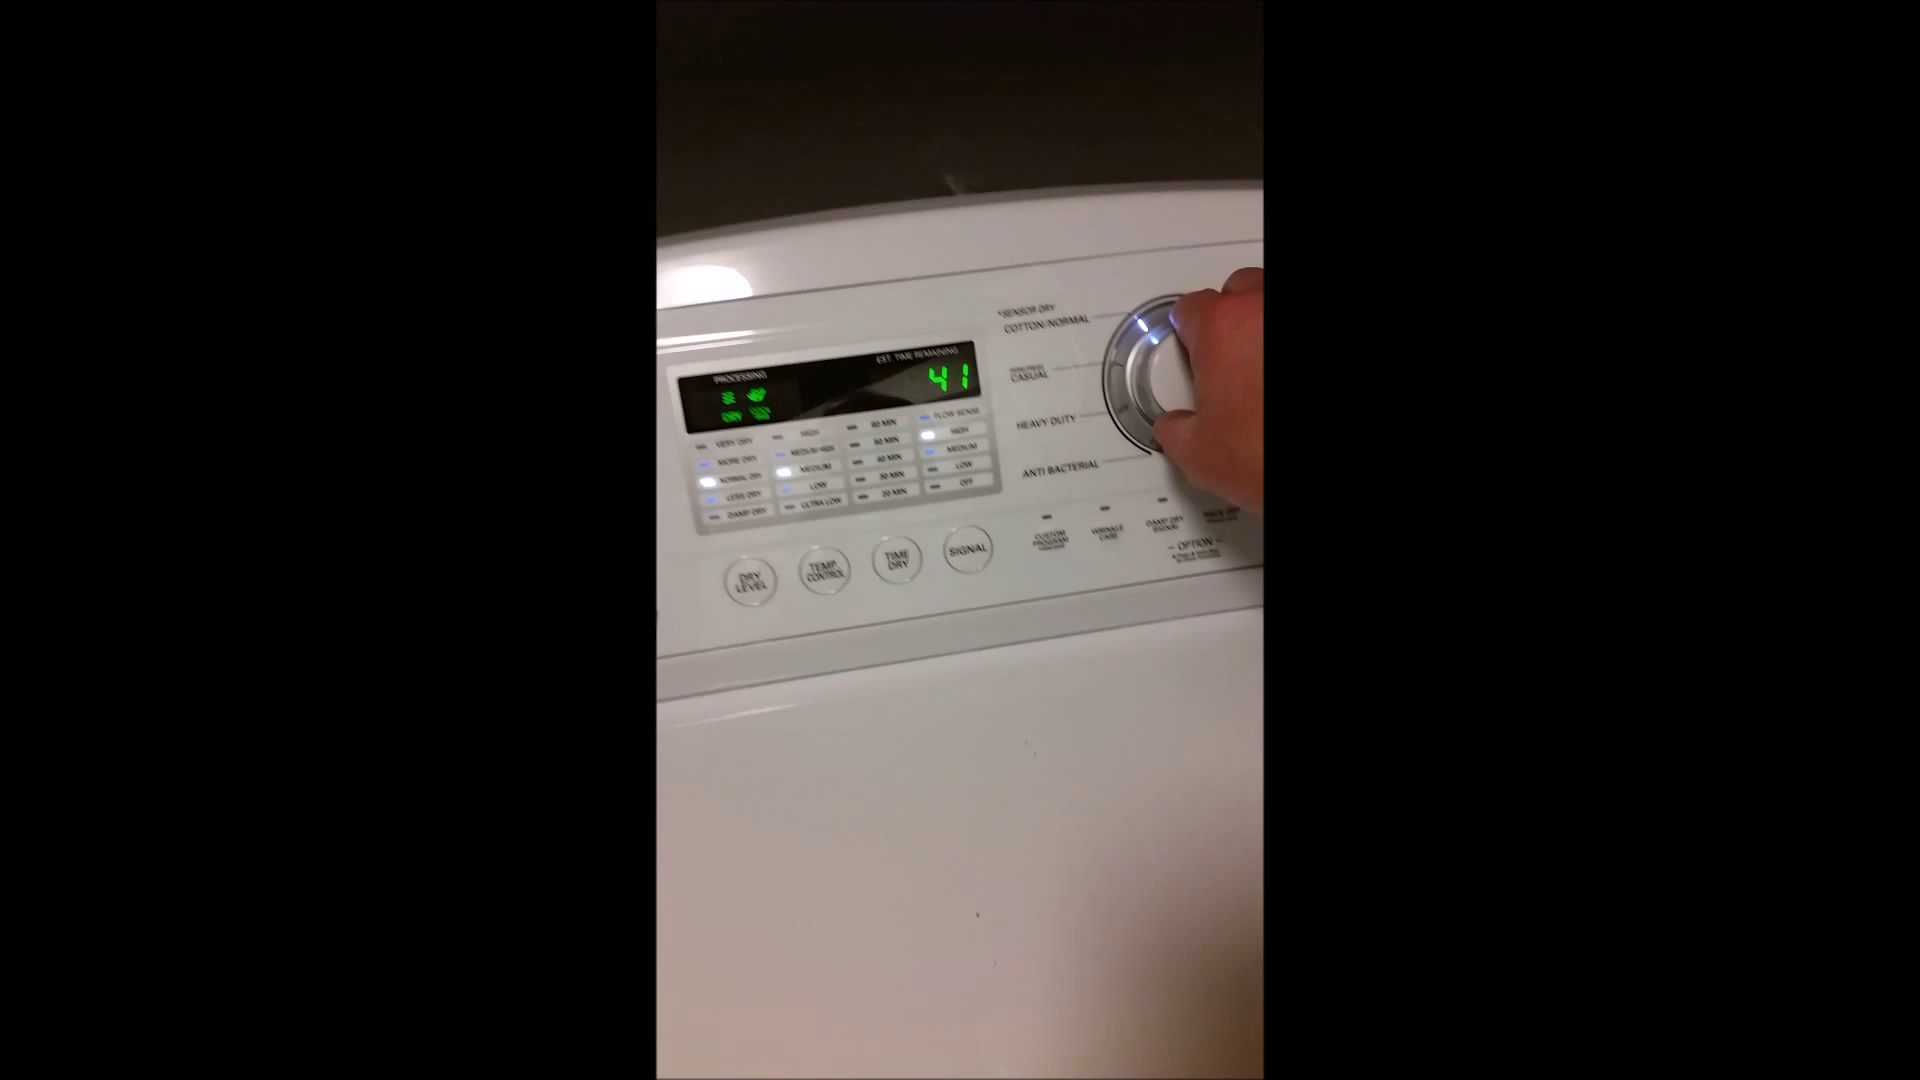 *SENSOR DRY
COTTON/NORMAL
CASUAL
HEAVY DUTY
ANTI BACTERIAL
PROCESSING
EST. TIME REMAINING
41
DRY
VERY DRY
MORE DRY
NORMAL DRY
LESS DRY
DAMP DRY
HIGH
MEDIUM HIGH
MEDIUM
LOW
ULTRA LOW
60 MIN
50 MIN
40 MIN
30 MIN
20 MIN
FLOW SENSE
HIGH
MEDIUM
LOW
OFF
DRY
LEVEL
TEMP.
CONTROL
TIME
DRY
SIGNAL
CUSTOM
PROGRAM
WRINKLE
CARE
DAMP DRY
SIGNAL
RACK DRY
- OPTION -